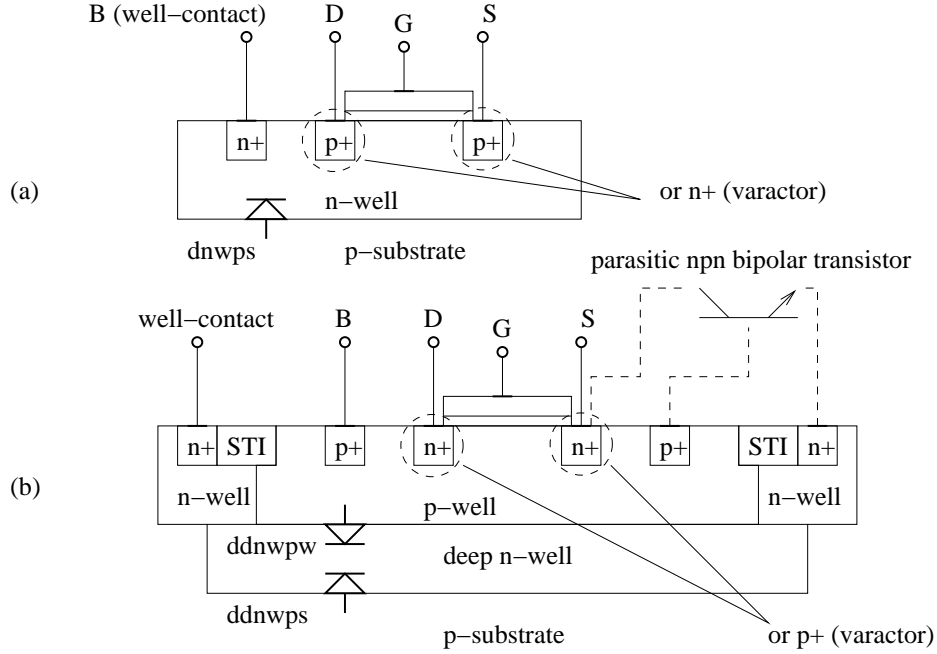 B (well−contact)
D
G
S
n+
p+
p+
(a)
n−well
or n+ (varactor)
dnwps
p−substrate
parasitic npn bipolar transistor
well−contact
B
D
G
S
n+
STI
p+
n+
n+
p+
STI
n+
(b)
n−well
p−well
n−well
ddnwpw
deep n−well
ddnwps
p−substrate
or p+ (varactor)